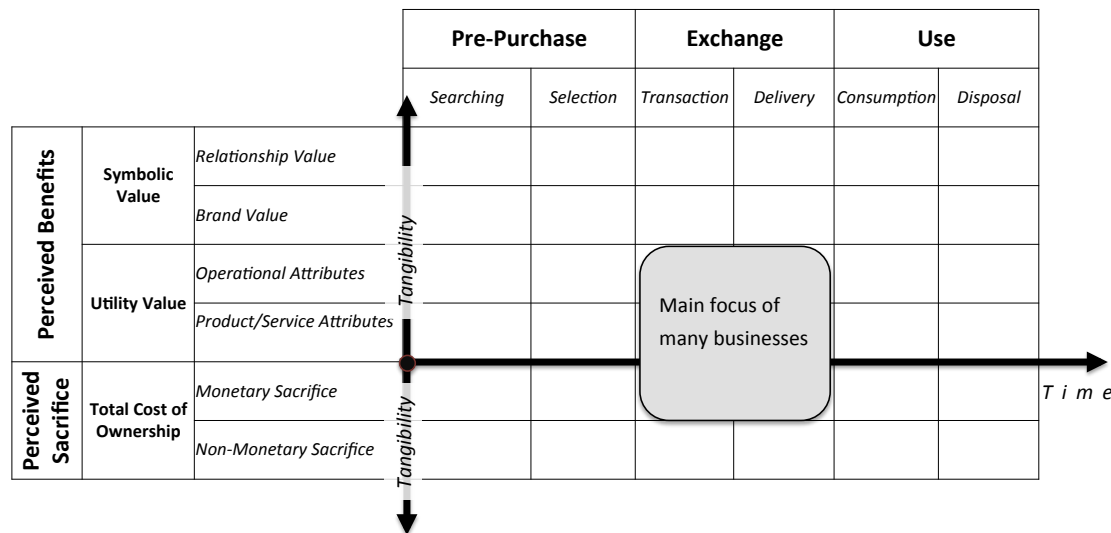 Pre-Purchase Exchange Use
Searching Selection Transaction Delivery Consumption Disposal
Perceived Benefits
Symbolic
Value
Relationship Value
Brand Value
Tangibility
Utility Value
Operational Attributes
Product/Service Attributes
Main focus of
many businesses
Time
Perceived
Sacrifice
Total Cost of
Ownership
Monetary Sacrifice
Non-Monetary Sacrifice
Tangibility